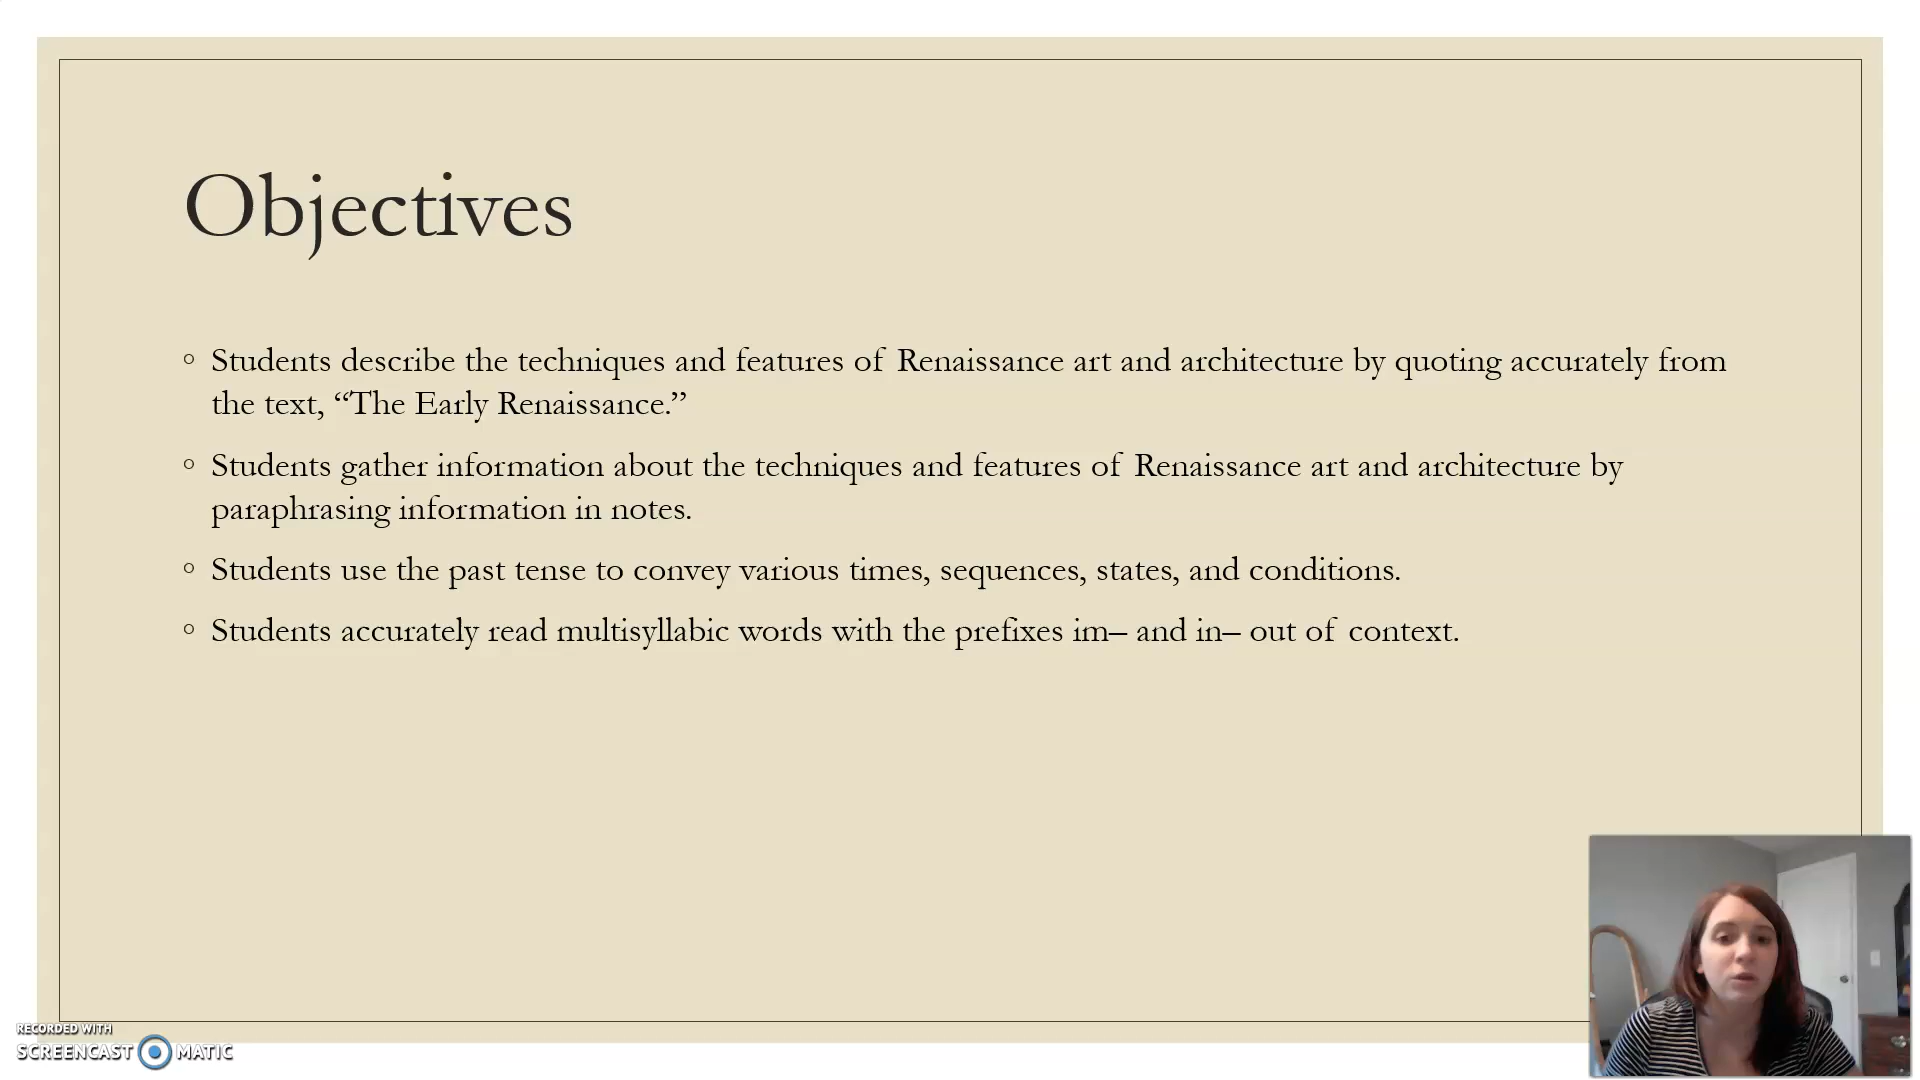 Objectives
◦ Students describe the techniques and features of Renaissance art and architecture by quoting accurately from
the text, “The Early Renaissance.”
◦ Students gather information about the techniques and features of Renaissance art and architecture by
paraphrasing information in notes.
◦ Students use the past tense to convey various times, sequences, states, and conditions.
◦ Students accurately read multisyllabic words with the prefixes im– and in– out of context.
RECORDED WITH
SCREENCAST MATIC